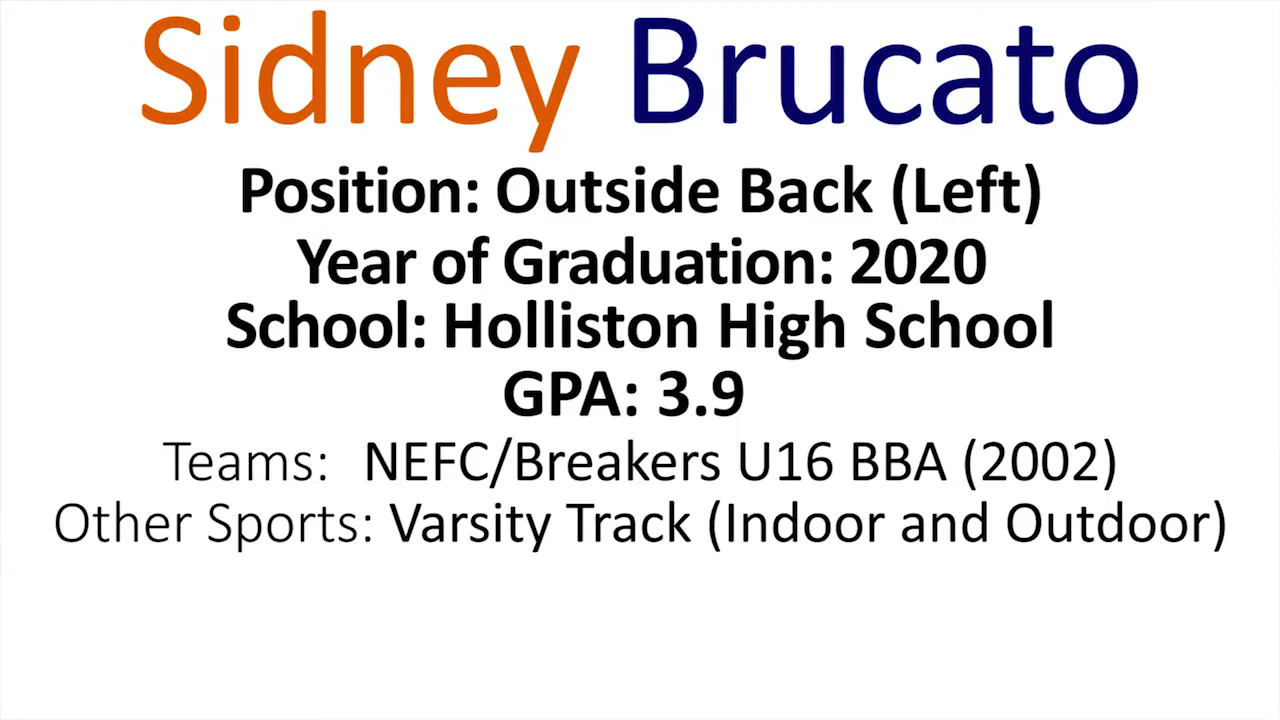 Sidney Brucato
Position: Outside Back (Left)
Year of Graduation: 2020
School: Holliston High School
GPA: 3.9
Teams: NEFC/Breakers U16 BBA (2002)
Other Sports: Varsity Track (Indoor and Outdoor)